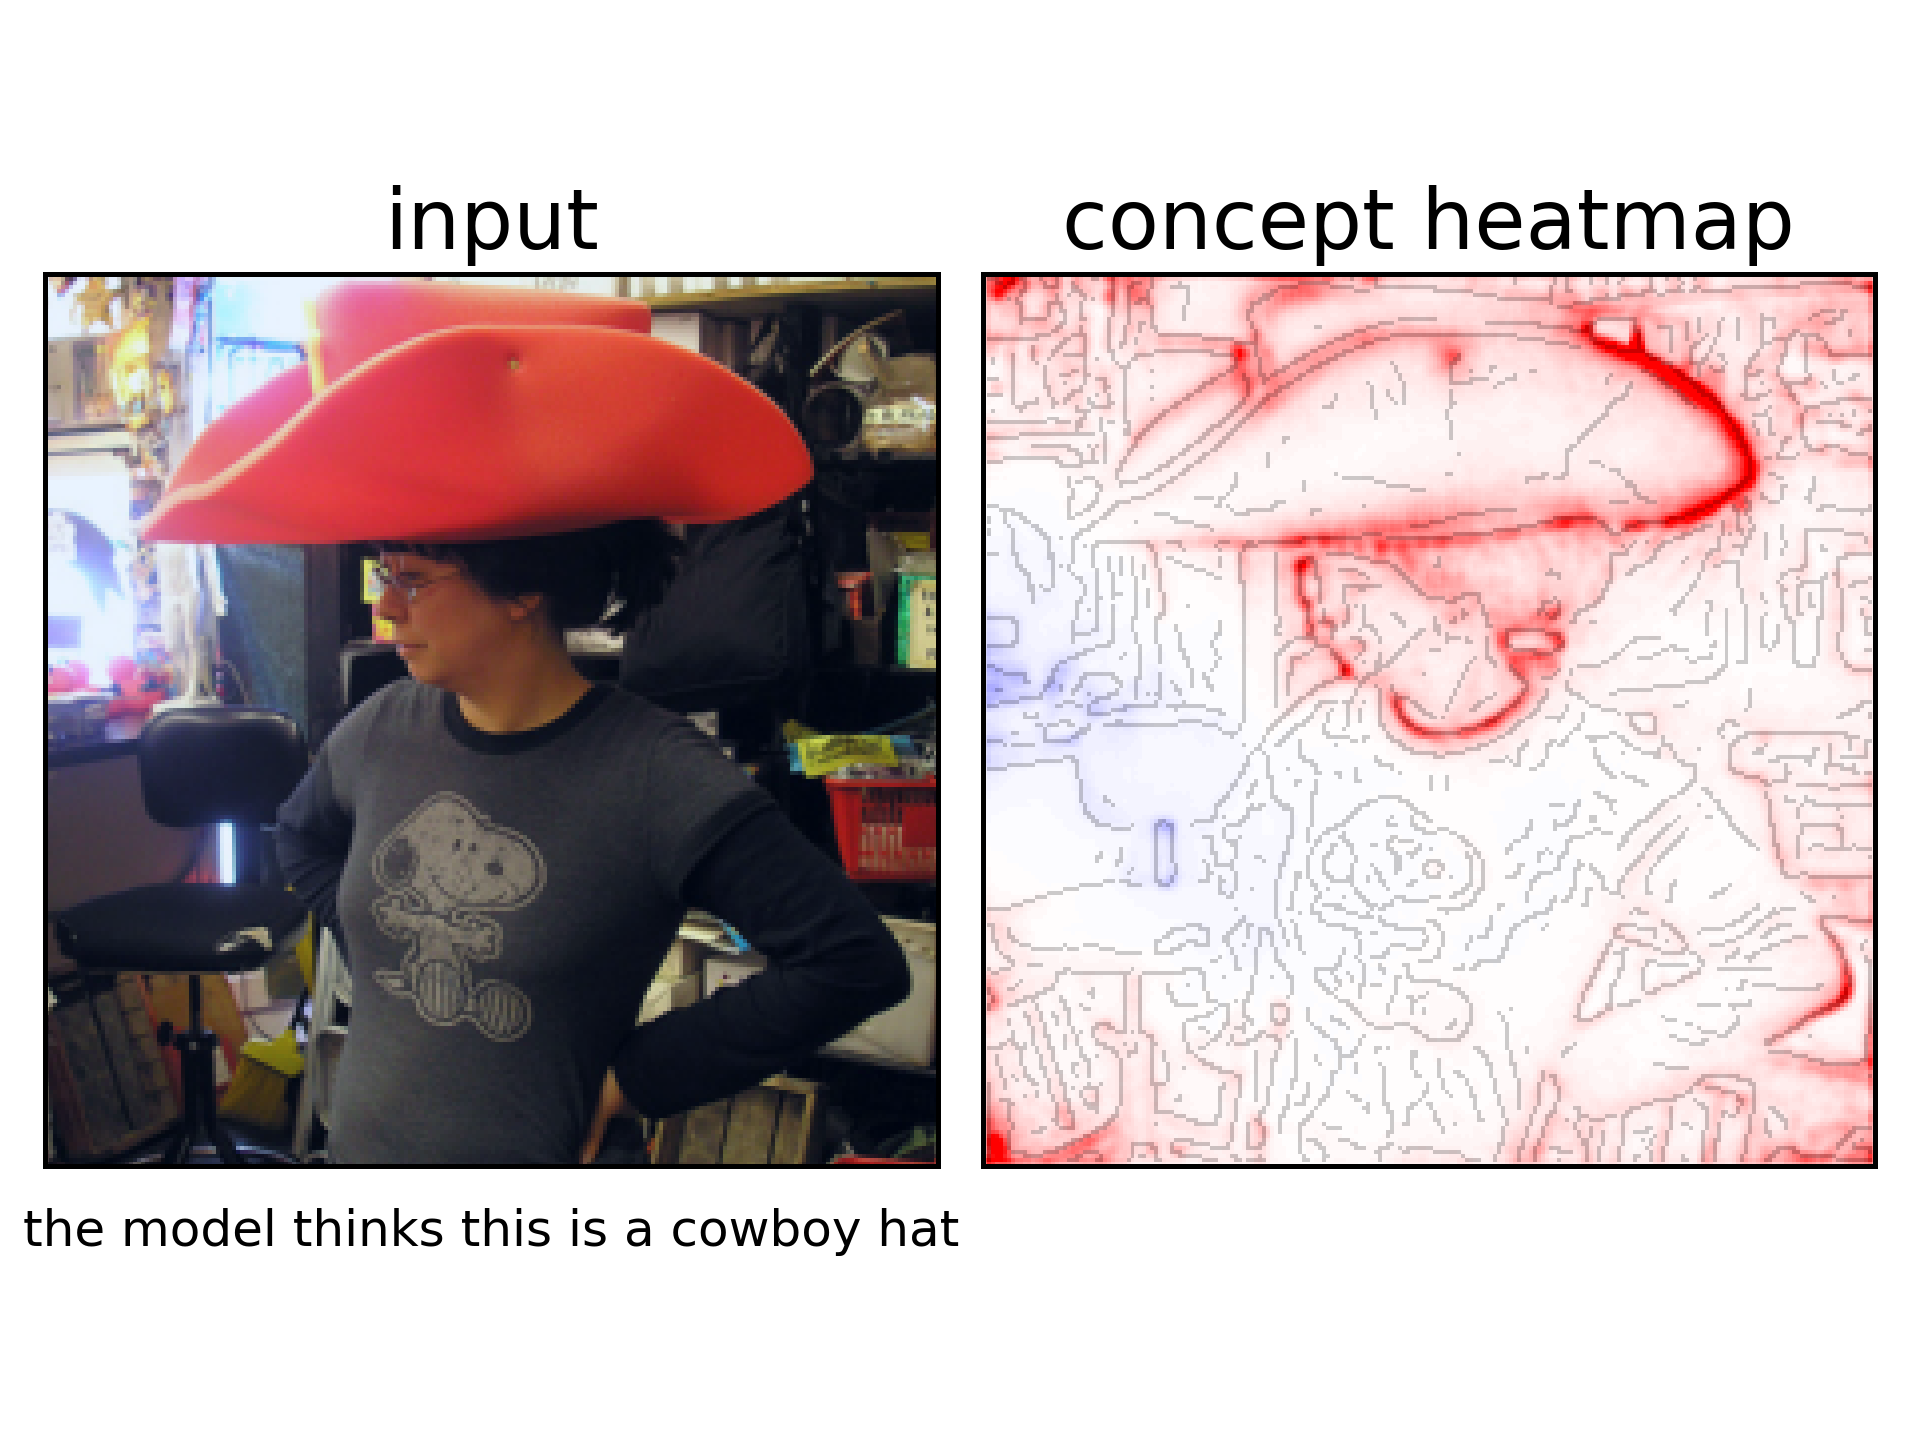 input
concept heatmap
the model thinks this is a cowboy hat